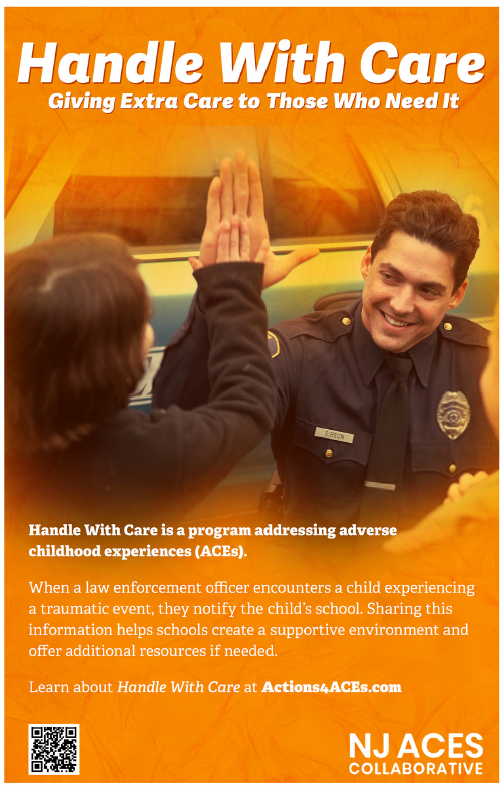 Handle With Care
Giving Extra Care to Those Who Need It
GIBSON
Handle With Care is a program addressing adverse
childhood experiences (ACEs).
When a law enforcement officer encounters a child experiencing
a traumatic event, they notify the child's school. Sharing this
information helps schools create a supportive environment and
offer additional resources if needed.
Learn about Handle With Care at Actions4ACEs.com
NJ ACES
COLLABORATIVE